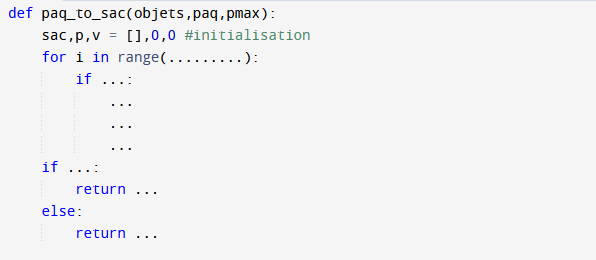 def paq_to_sac(objets,paq,pmax):
    sac,p,v = [],0,0 #initialisation
    for i in range(.........):
        if ...:
            ...
            ...
            ...
    if ...:
        return ...
    else:
        return ...